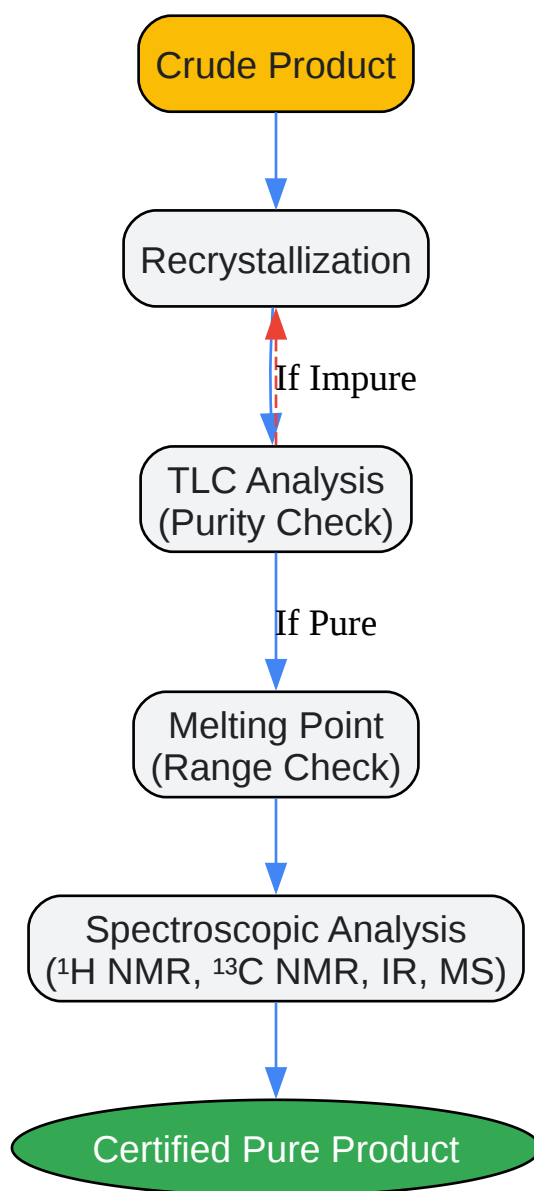 Crude Product
Recrystallization
If Impure
TLC Analysis
(Purity Check)
If Pure
Melting Point
(Range Check)
Spectroscopic Analysis
(¹H NMR, ¹³C NMR, IR, MS)
Certified Pure Product